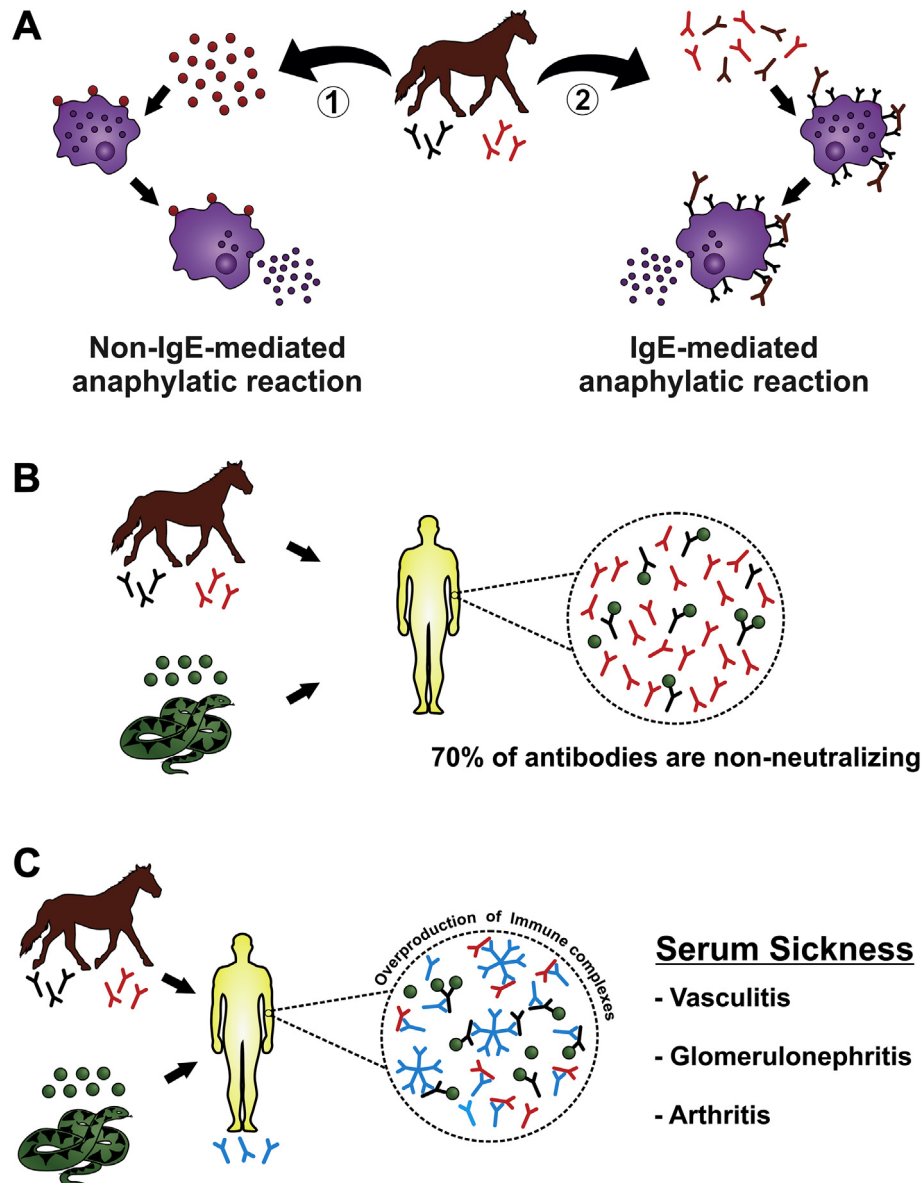 A
1
2
Non-IgE-mediated
anaphylatic reaction
IgE-mediated
anaphylatic reaction
B
70% of antibodies are non-neutralizing
C
Overproduction of Immune complexes
Serum Sickness
- Vasculitis
- Glomerulonephritis
- Arthritis